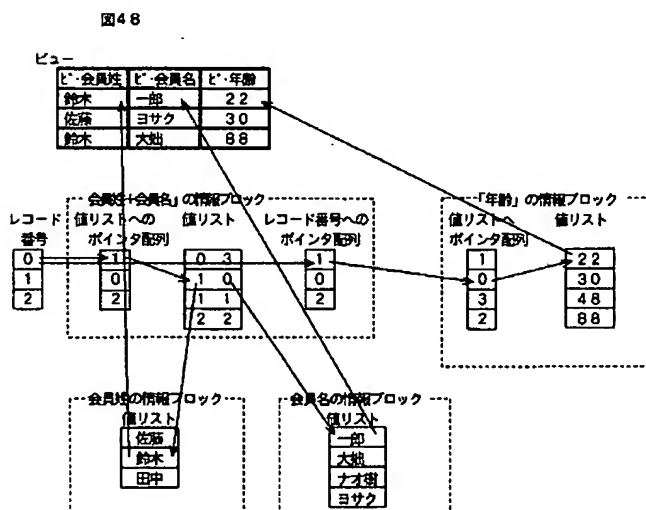 図48
ビュー
ビ・会員姓 ビ・会員名 ビ・年齢
鈴木 一郎 22
佐藤 ヨサク 30
鈴木 大蚰 88
会員姓+会員名」の情報ブロック
「年齢」の情報ブロック
レコード番号
値リストへのポインタ配列
値リスト
レコード番号へのポインタ配列
値リストへポインタ配列
値リスト
0 1 0 3 1 1 22
1 0 1 0 0 0 30
2 2 1 1 2 3 48
2 2 2 88
会員姓の情報ブロック
会員名の情報ブロック
値リスト
値リスト
佐藤 一郎
鈴木 大蚰
田中 ナオ樹
ヨサク